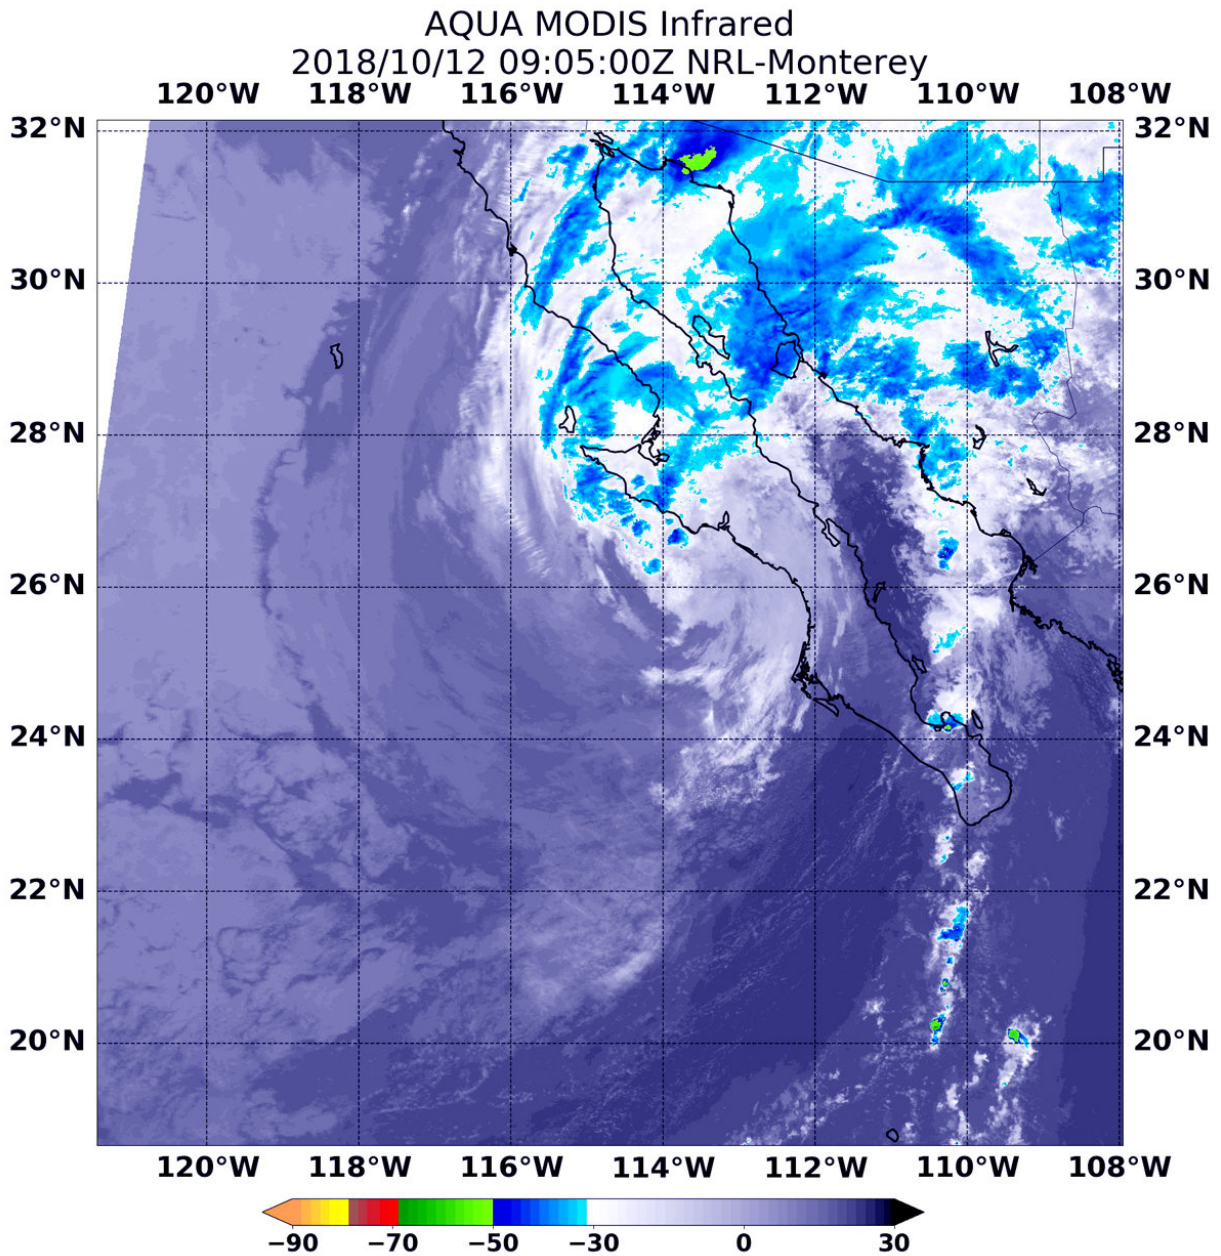 AQUA MODIS Infrared
2018/10/12 09:05:00Z NRL-Monterey
120°W 118°W 116°W 114°W 112°W 110°W 108°W
32°N 32°N
30°N 30°N
28°N 28°N
26°N 26°N
24°N 24°N
22°N 22°N
20°N 20°N
120°W 118°W 116°W 114°W 112°W 110°W 108°W
−90 −70 −50 −30 0 30